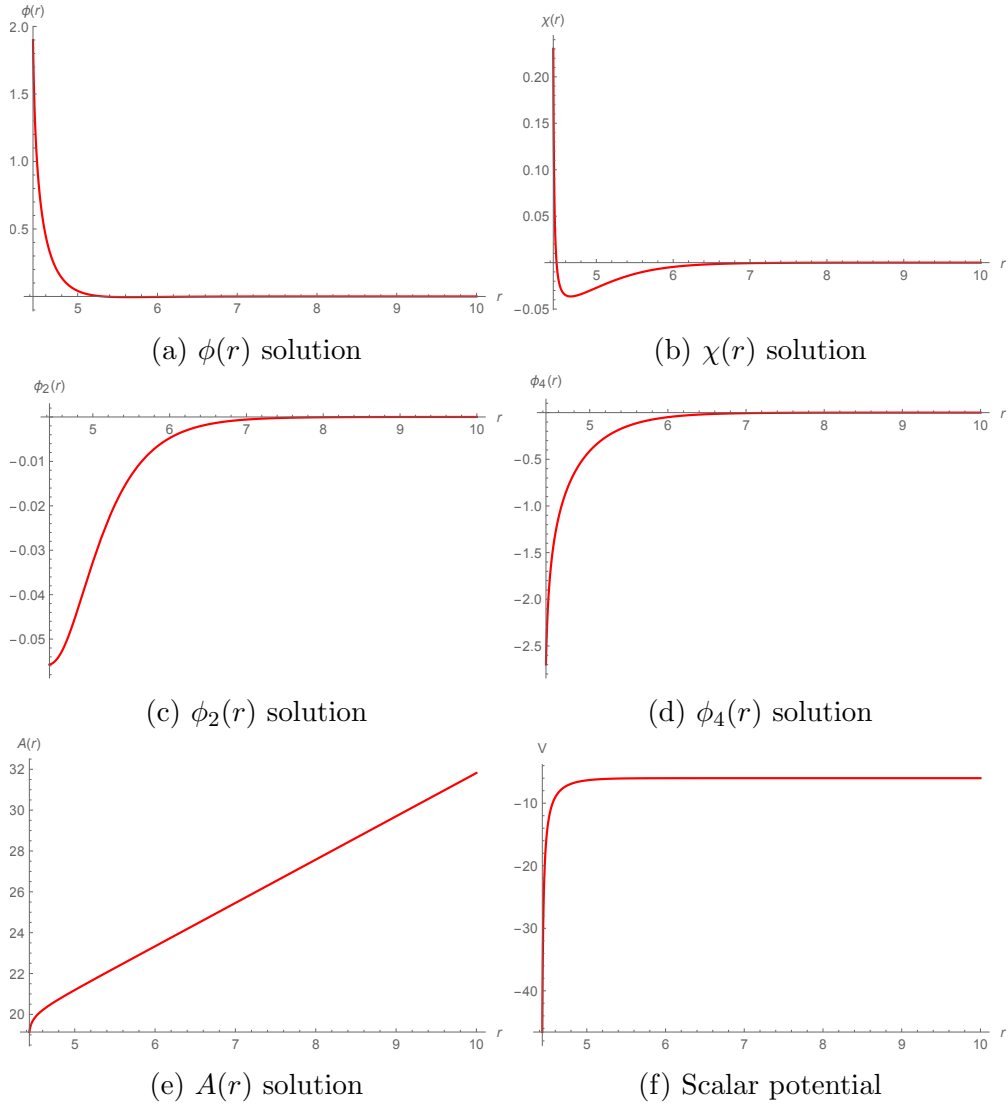 ϕ(r)
2.0
1.5
1.0
0.5
5 6 7 8 9 10 r
(a) ϕ(r) solution
χ(r)
0.20
0.15
0.10
0.05
−0.05
5 6 7 8 9 10 r
(b) χ(r) solution
ϕ₂(r)
5 6 7 8 9 10 r
−0.01
−0.02
−0.03
−0.04
−0.05
(c) ϕ₂(r) solution
ϕ₄(r)
5 6 7 8 9 10 r
−0.5
−1.0
−1.5
−2.0
−2.5
(d) ϕ₄(r) solution
A(r)
32
30
28
26
24
22
20
5 6 7 8 9 10 r
(e) A(r) solution
V
−10
−20
−30
−40
5 6 7 8 9 10 r
(f) Scalar potential